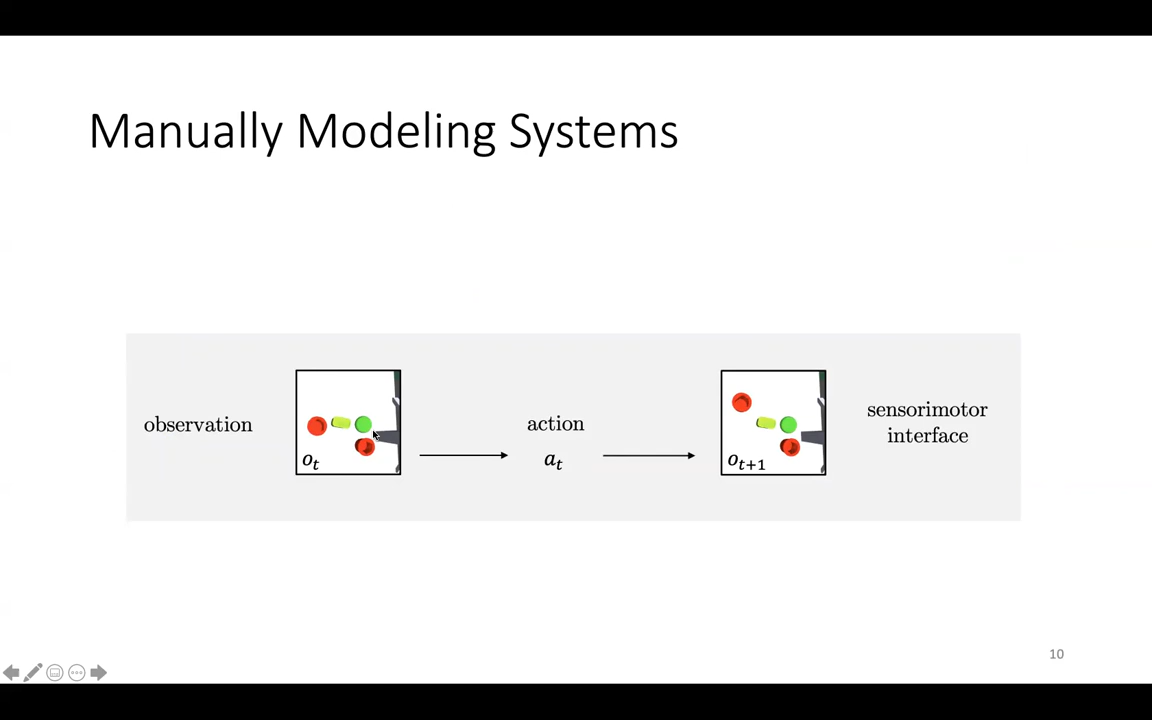 Manually Modeling Systems
observation
o_t
action
a_t
o_{t+1}
sensorimotor
interface
10